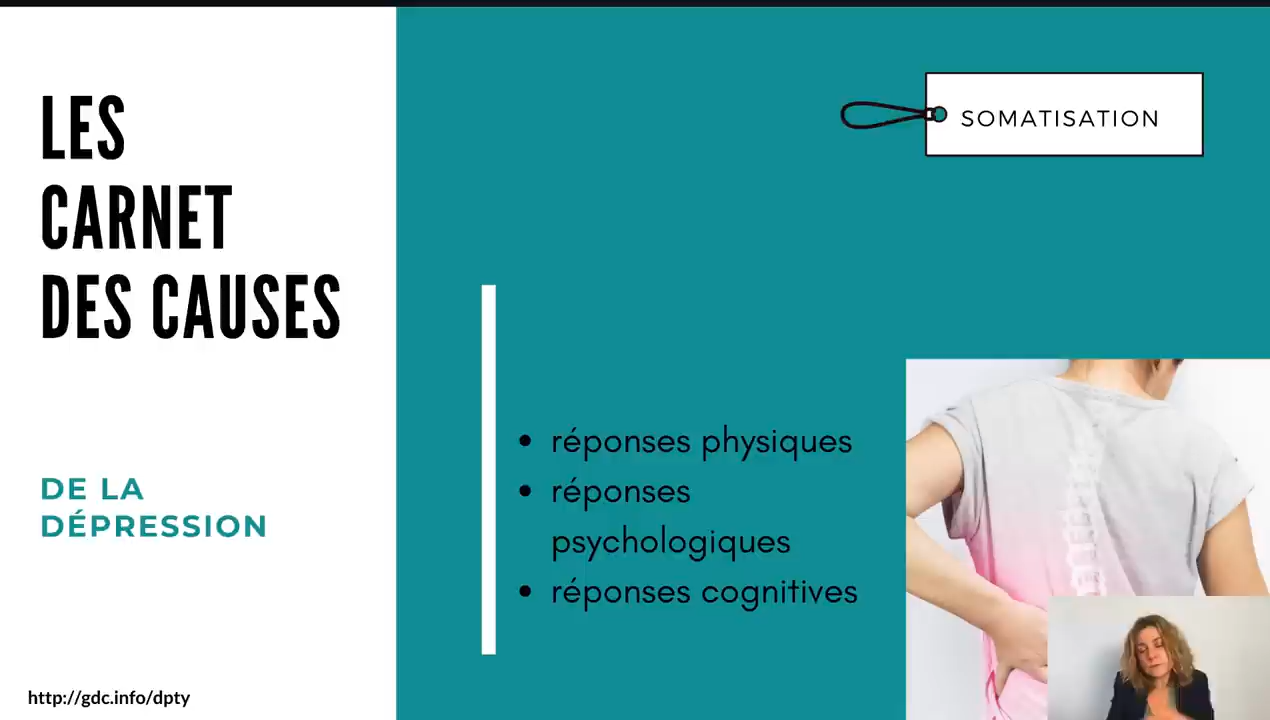 LES
CARNET
DES CAUSES
DE LA
DÉPRESSION
http://gdc.info/dpty
SOMATISATION
• réponses physiques
• réponses
psychologiques
• réponses cognitives